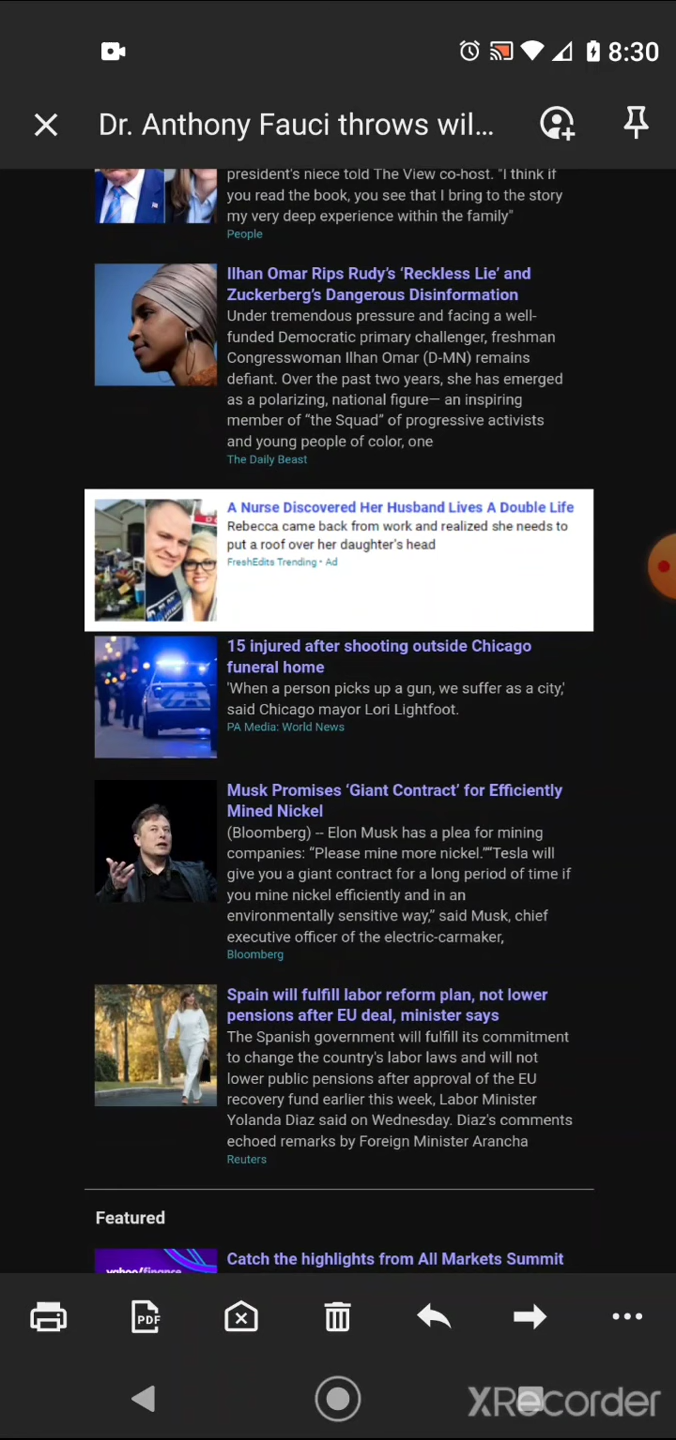 8:30
Dr. Anthony Fauci throws wil...
president's niece told The View co-host. "I think if
you read the book, you see that I bring to the story
my very deep experience within the family"
People
Ilhan Omar Rips Rudy's ‘Reckless Lie’ and
Zuckerberg's Dangerous Disinformation
Under tremendous pressure and facing a well-
funded Democratic primary challenger, freshman
Congresswoman Ilhan Omar (D-MN) remains
defiant. Over the past two years, she has emerged
as a polarizing, national figure— an inspiring
member of “the Squad” of progressive activists
and young people of color, one
The Daily Beast
A Nurse Discovered Her Husband Lives A Double Life
Rebecca came back from work and realized she needs to
put a roof over her daughter's head
FreshEdits Trending • Ad
15 injured after shooting outside Chicago
funeral home
'When a person picks up a gun, we suffer as a city,'
said Chicago mayor Lori Lightfoot.
PA Media: World News
Musk Promises ‘Giant Contract’ for Efficiently
Mined Nickel
(Bloomberg) -- Elon Musk has a plea for mining
companies: “Please mine more nickel.”“Tesla will
give you a giant contract for a long period of time if
you mine nickel efficiently and in an
environmentally sensitive way,” said Musk, chief
executive officer of the electric-carmaker,
Bloomberg
Spain will fulfill labor reform plan, not lower
pensions after EU deal, minister says
The Spanish government will fulfill its commitment
to change the country's labor laws and will not
lower public pensions after approval of the EU
recovery fund earlier this week, Labor Minister
Yolanda Diaz said on Wednesday. Diaz's comments
echoed remarks by Foreign Minister Arancha
Reuters
Featured
yahoo!finance
Catch the highlights from All Markets Summit
PDF
XRecorder